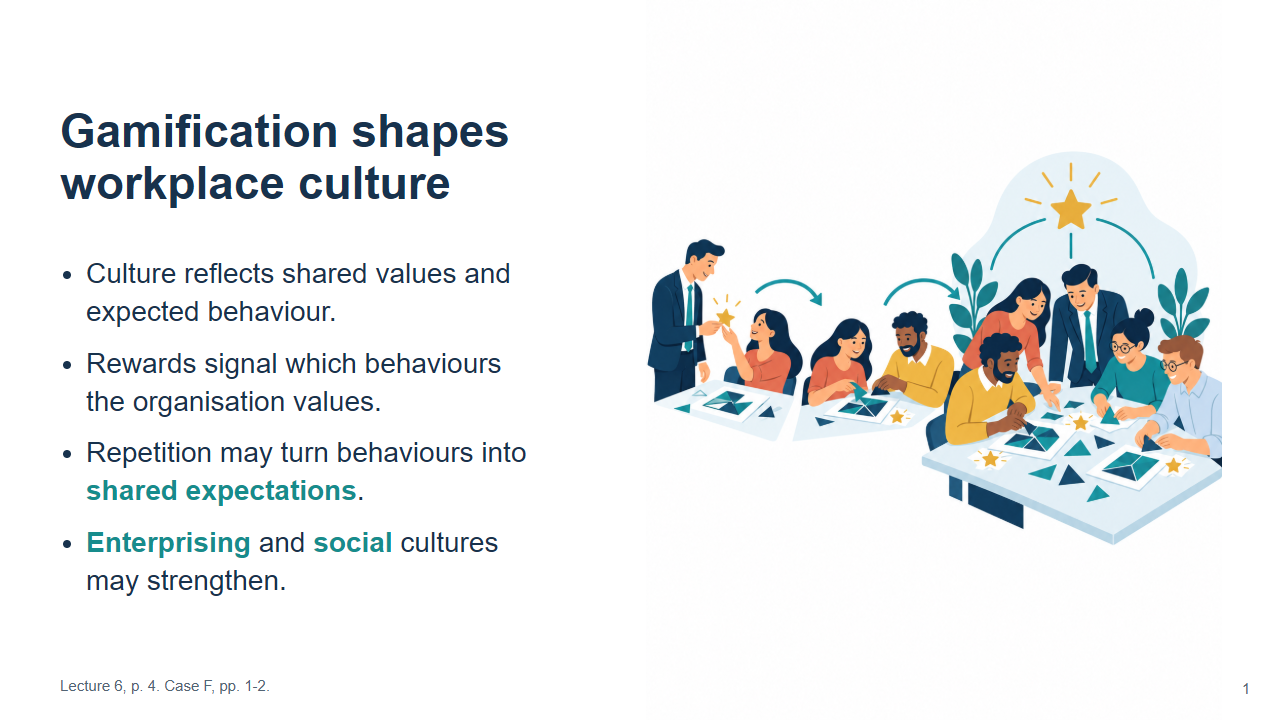 Gamification shapes
workplace culture
• Culture reflects shared values and
expected behaviour.
• Rewards signal which behaviours
the organisation values.
• Repetition may turn behaviours into
shared expectations.
• Enterprising and social cultures
may strengthen.
Lecture 6, p. 4. Case F, pp. 1-2.
1